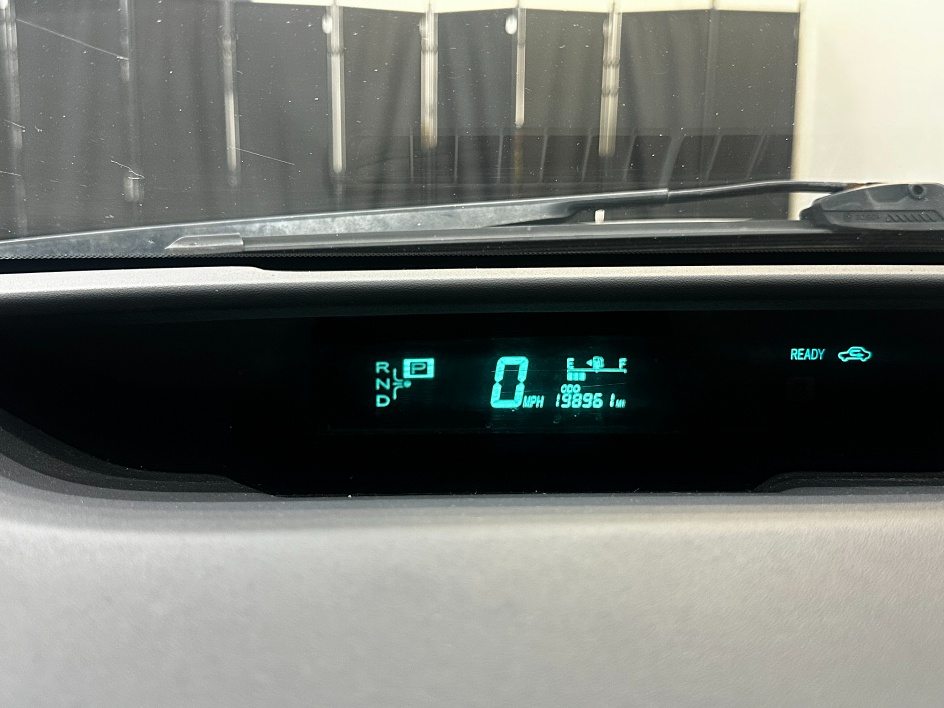 READY
R P
N
D
0 MPH
E F
ODO
198961 MI